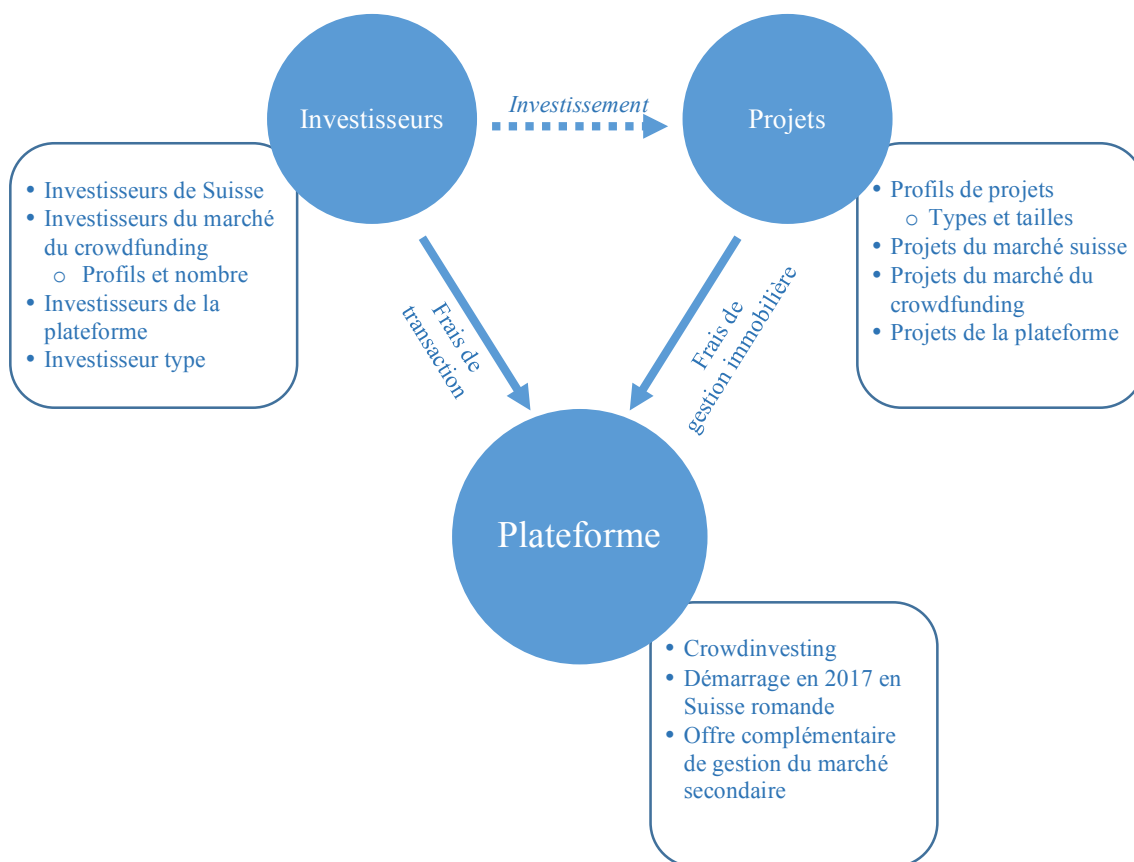 Investisseurs
Investissement
Projets
• Investisseurs de Suisse
• Investisseurs du marché
du crowdfunding
o Profils et nombre
• Investisseurs de la
plateforme
• Investisseur type
• Profils de projets
o Types et tailles
• Projets du marché suisse
• Projets du marché du
crowdfunding
• Projets de la plateforme
Frais de
transaction
Frais de
gestion immobilière
Plateforme
• Crowdinvesting
• Démarrage en 2017 en
Suisse romande
• Offre complémentaire
de gestion du marché
secondaire